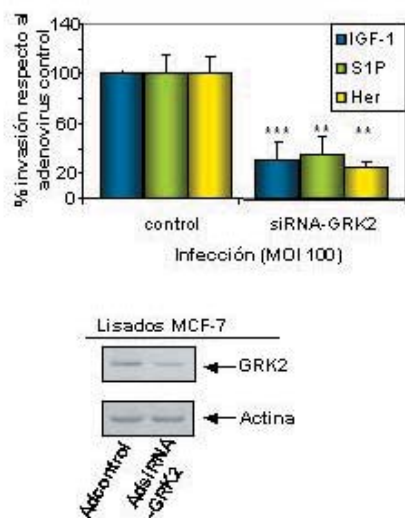 % invasión respecto al
adenovirus control
140
100
60
20
0
IGF-1
S1P
Her
*** ** **
control siRNA-GRK2
Infección (MOI 100)
Lisados MCF-7
GRK2
Actina
Adcontrol
AdsiRNA
-GRK2